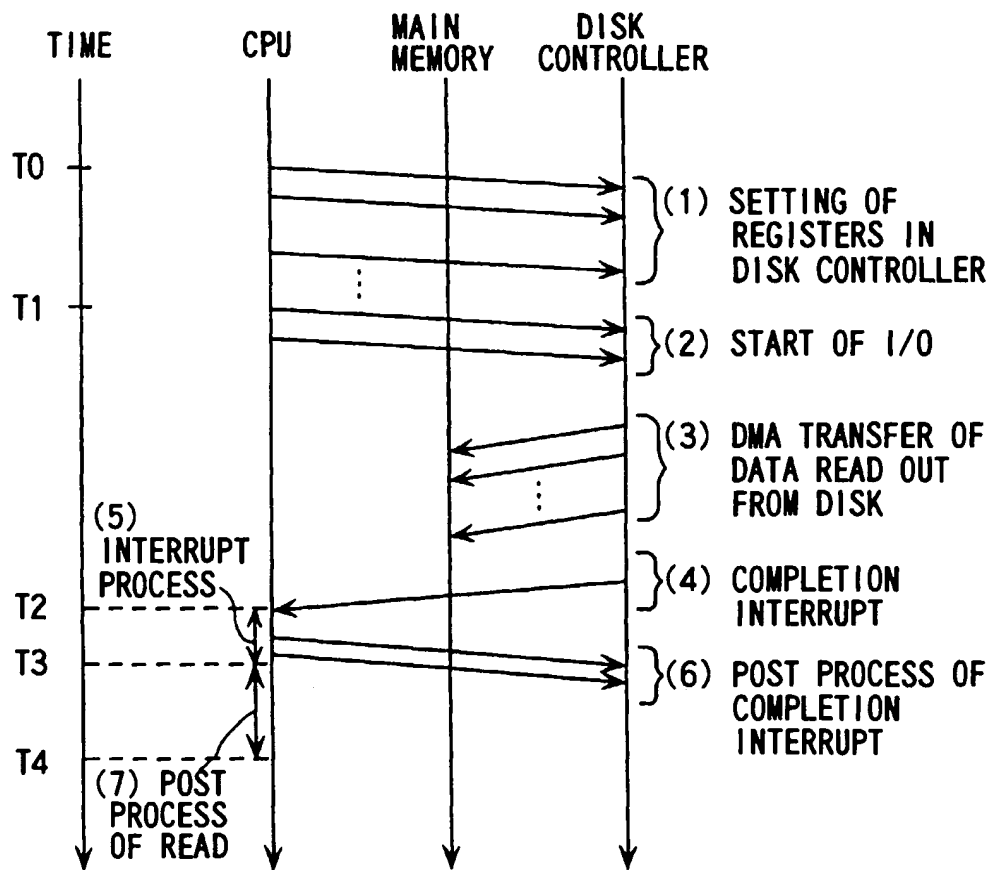 TIME
CPU
MAIN
MEMORY
DISK
CONTROLLER
T0
(1) SETTING OF
REGISTERS IN
DISK CONTROLLER
T1
(2) START OF I/O
(3) DMA TRANSFER OF
DATA READ OUT
FROM DISK
(5)
INTERRUPT
PROCESS
(4) COMPLETION
INTERRUPT
T2
T3
(6) POST PROCESS OF
COMPLETION
INTERRUPT
T4
(7) POST
PROCESS
OF READ